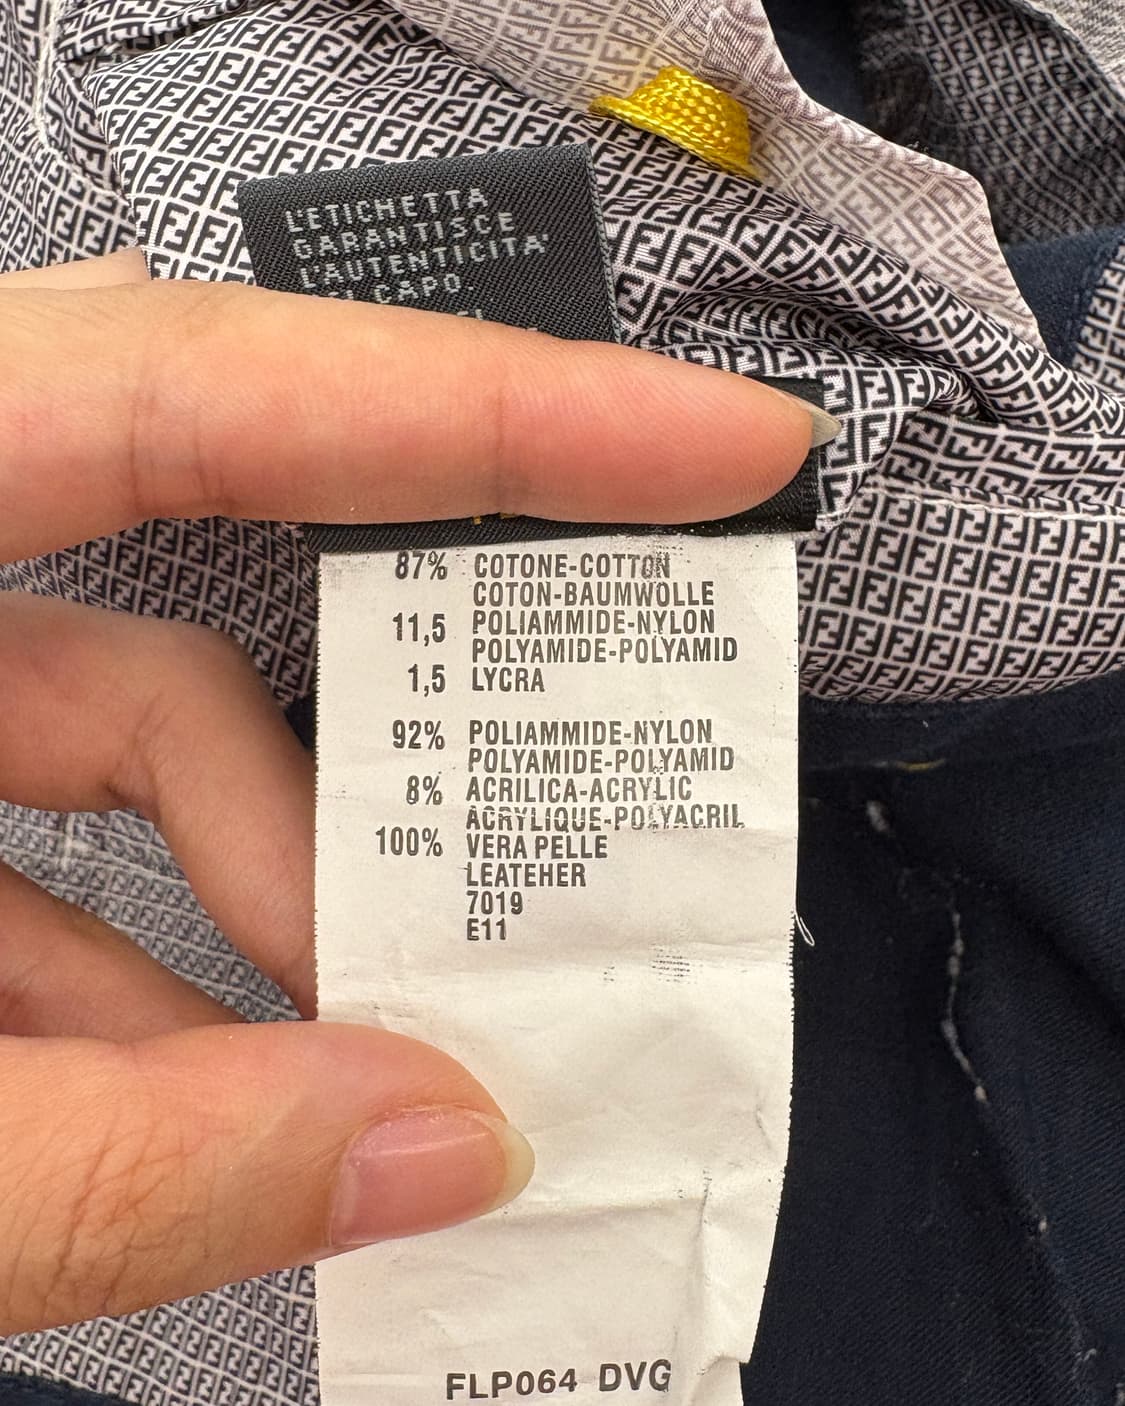 L'ETICHETTA
GARANTISCE
L'AUTENTICITA'
CAPO.
87% COTONE-COTTON
COTON-BAUMWOLLE
11,5 POLIAMMIDE-NYLON
POLYAMIDE-POLYAMID
1,5 LYCRA
92% POLIAMMIDE-NYLON
POLYAMIDE-POLYAMID
8% ACRILICA-ACRYLIC
ACRYLIQUE-POLYACRIL
100% VERA PELLE
LEATEHER
7019
E11
FLP064 DVG